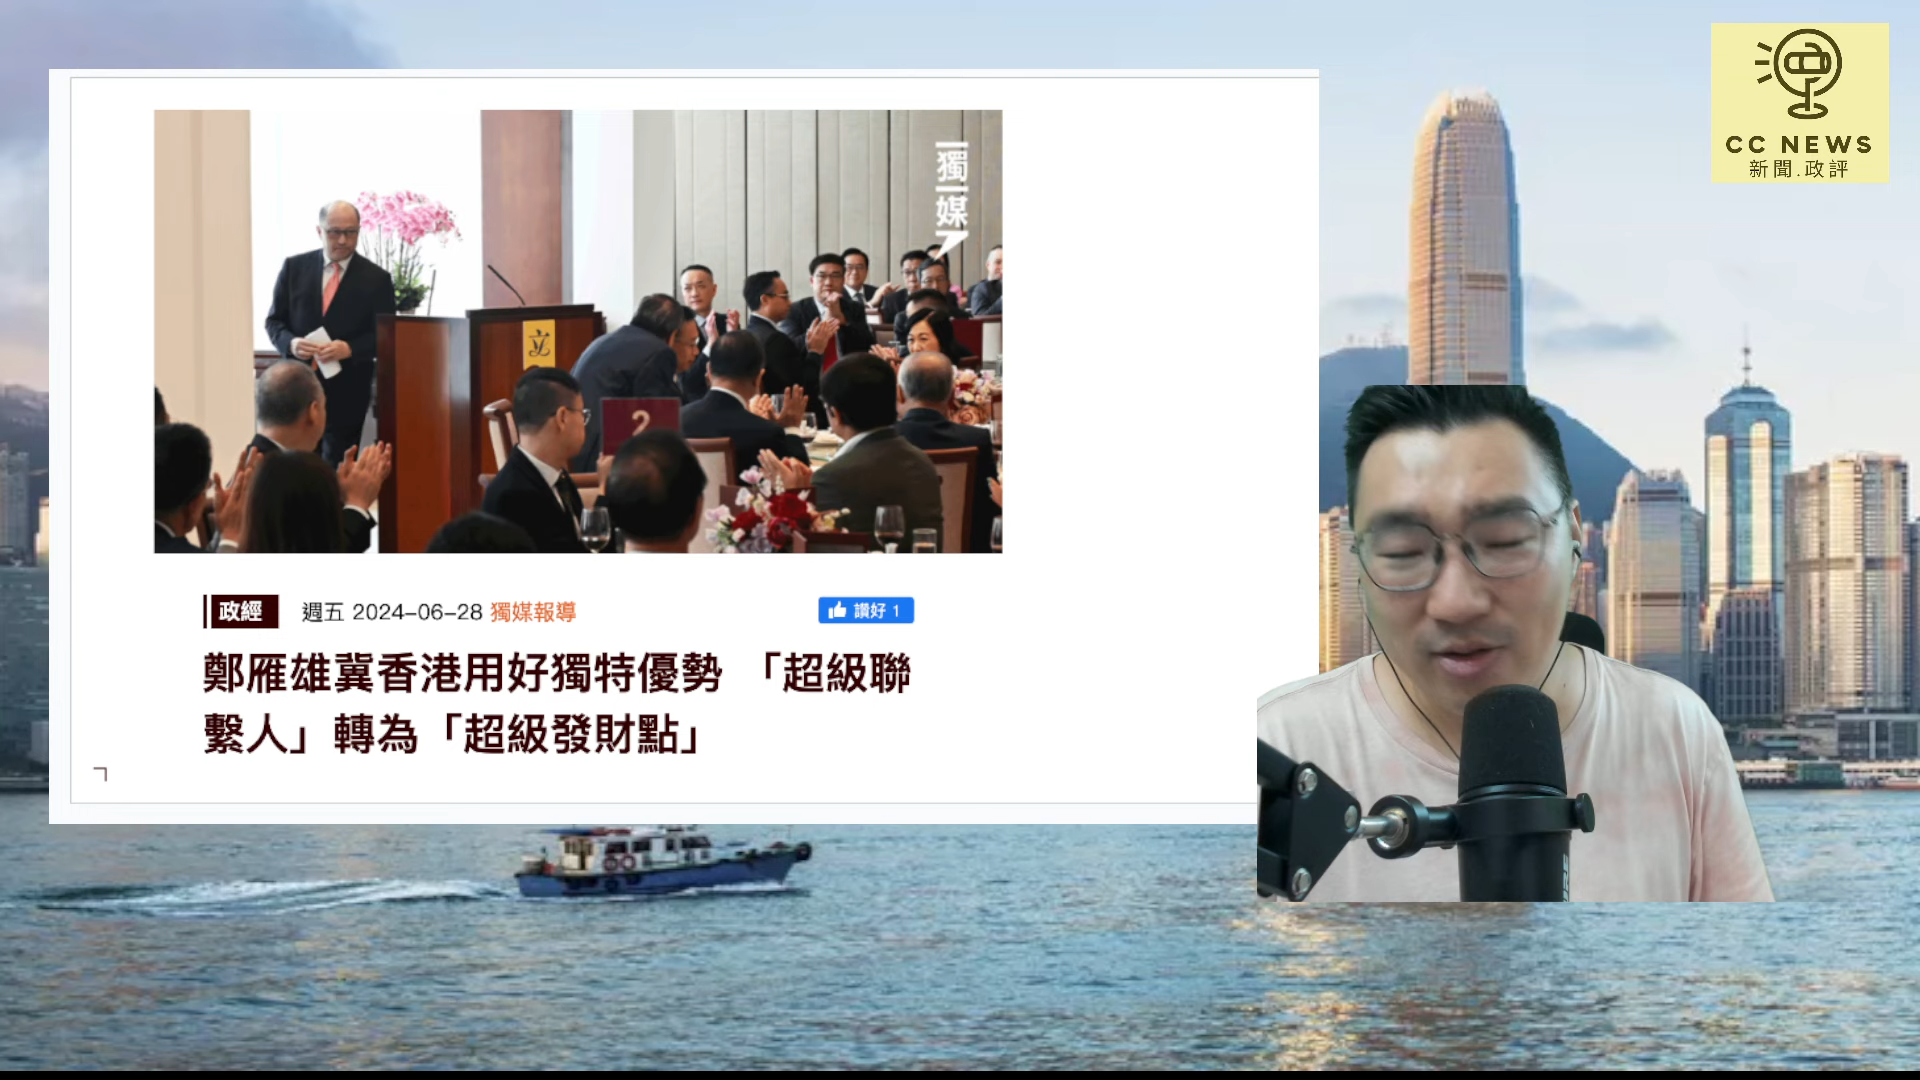 CC NEWS
新聞.政評
獨媒
立
2
政經 週五 2024-06-28 獨媒報導
讚好 1
鄭雁雄冀香港用好獨特優勢 「超級聯
繫人」轉為「超級發財點」